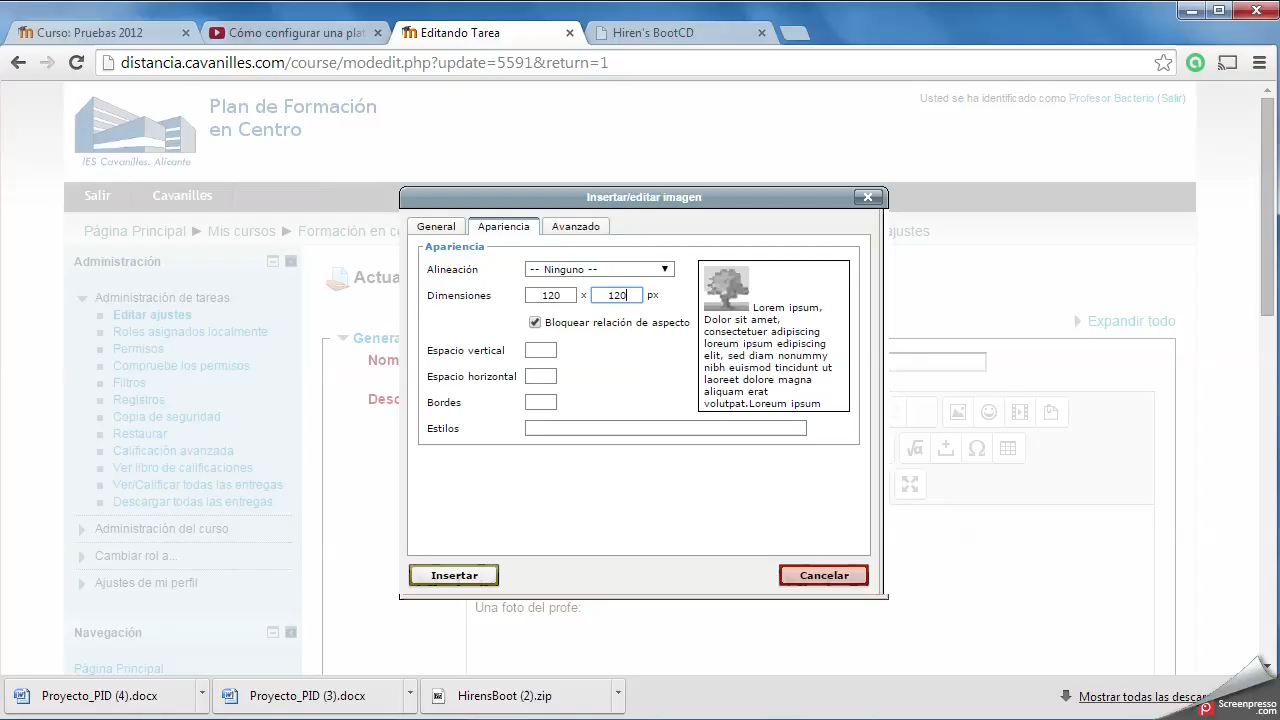 Curso: Pruebas 2012
Cómo configurar una plat
Editando Tarea
Hiren's BootCD
distancia.cavanilles.com/course/modedit.php?update=5591&return=1
IES Cavanilles. Alicante
Plan de Formación
en Centro
Usted se ha identificado como Profesor Bacterio (Salir)
Salir
Cavanilles
Página Principal ► Mis cursos ► Formación en ce
ajustes
Administración
Administración de tareas
Editar ajustes
Roles asignados localmente
Permisos
Compruebe los permisos
Filtros
Registros
Copia de seguridad
Restaurar
Calificación avanzada
Ver libro de calificaciones
Ver/Calificar todas las entregas
Descargar todas las entregas
Administración del curso
Cambiar rol a...
Ajustes de mi perfil
Navegación
Página Principal
Actua
Expandir todo
Genera
Nom
Desc
Una foto del profe:
Insertar/editar imagen
General
Apariencia
Avanzado
Apariencia
Alineación
-- Ninguno --
Dimensiones
120 x 120 px
Bloquear relación de aspecto
Espacio vertical
Espacio horizontal
Bordes
Estilos
Lorem ipsum,
Dolor sit amet,
consectetuer adipiscing
loreum ipsum edipiscing
elit, sed diam nonummy
nibh euismod tincidunt ut
laoreet dolore magna
aliquam erat
volutpat.Loreum ipsum
Insertar
Cancelar
Proyecto_PID (4).docx
Proyecto_PID (3).docx
HirensBoot (2).zip
Mostrar todas las descar
Screenpresso
.com